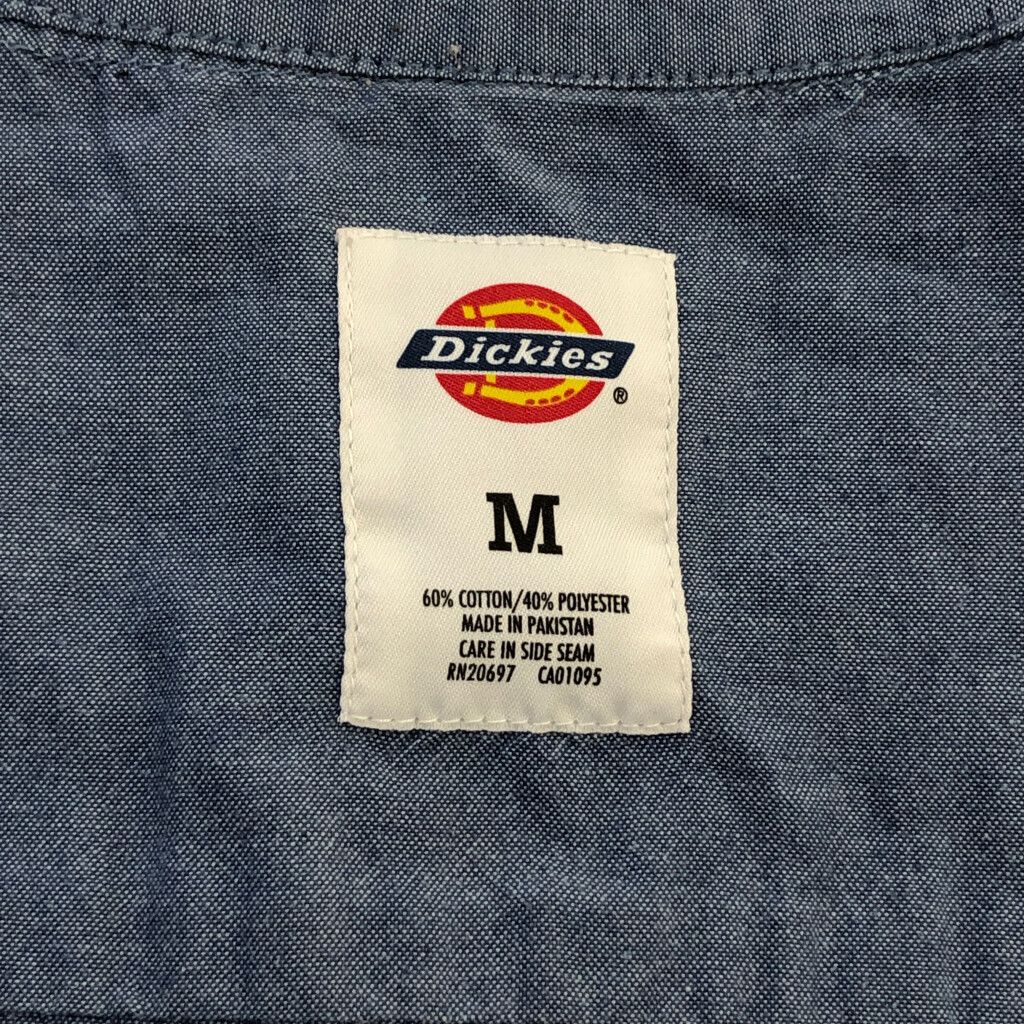 Dickies
®
M
60% COTTON/40% POLYESTER
MADE IN PAKISTAN
CARE IN SIDE SEAM
RN20697 CA01095